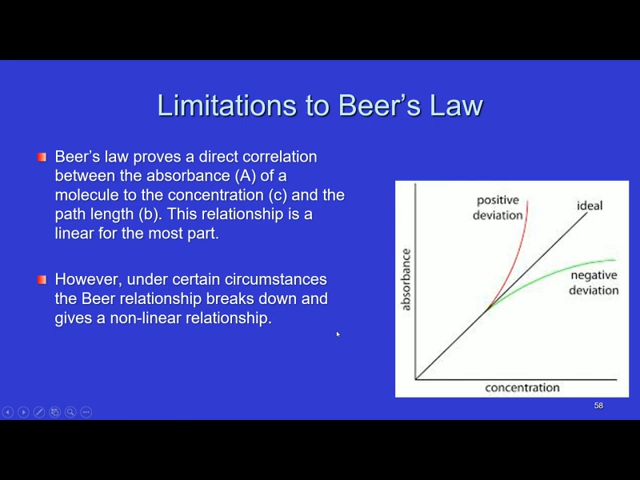 Limitations to Beer's Law
Beer's law proves a direct correlation
between the absorbance (A) of a
molecule to the concentration (c) and the
path length (b). This relationship is a
linear for the most part.
However, under certain circumstances
the Beer relationship breaks down and
gives a non-linear relationship.
positive
deviation
ideal
negative
deviation
absorbance
concentration
58